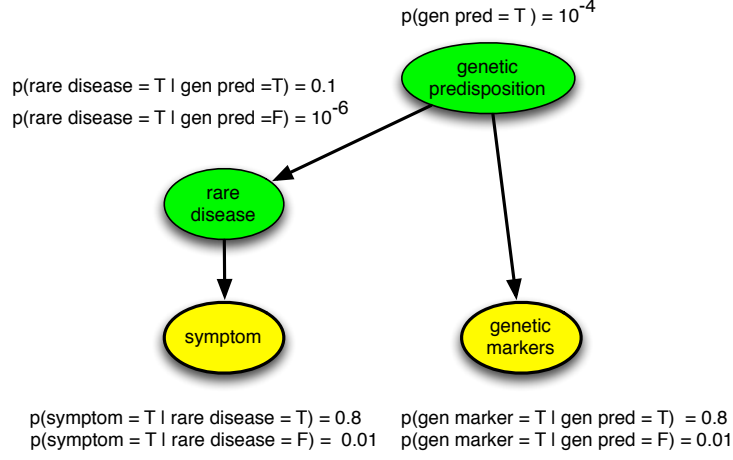 p(gen pred = T ) = 10^-4
genetic
predisposition
p(rare disease = T | gen pred =T) = 0.1
p(rare disease = T | gen pred =F) = 10^-6
rare
disease
symptom
genetic
markers
p(symptom = T | rare disease = T) = 0.8
p(symptom = T | rare disease = F) = 0.01
p(gen marker = T | gen pred = T) = 0.8
p(gen marker = T | gen pred = F) = 0.01